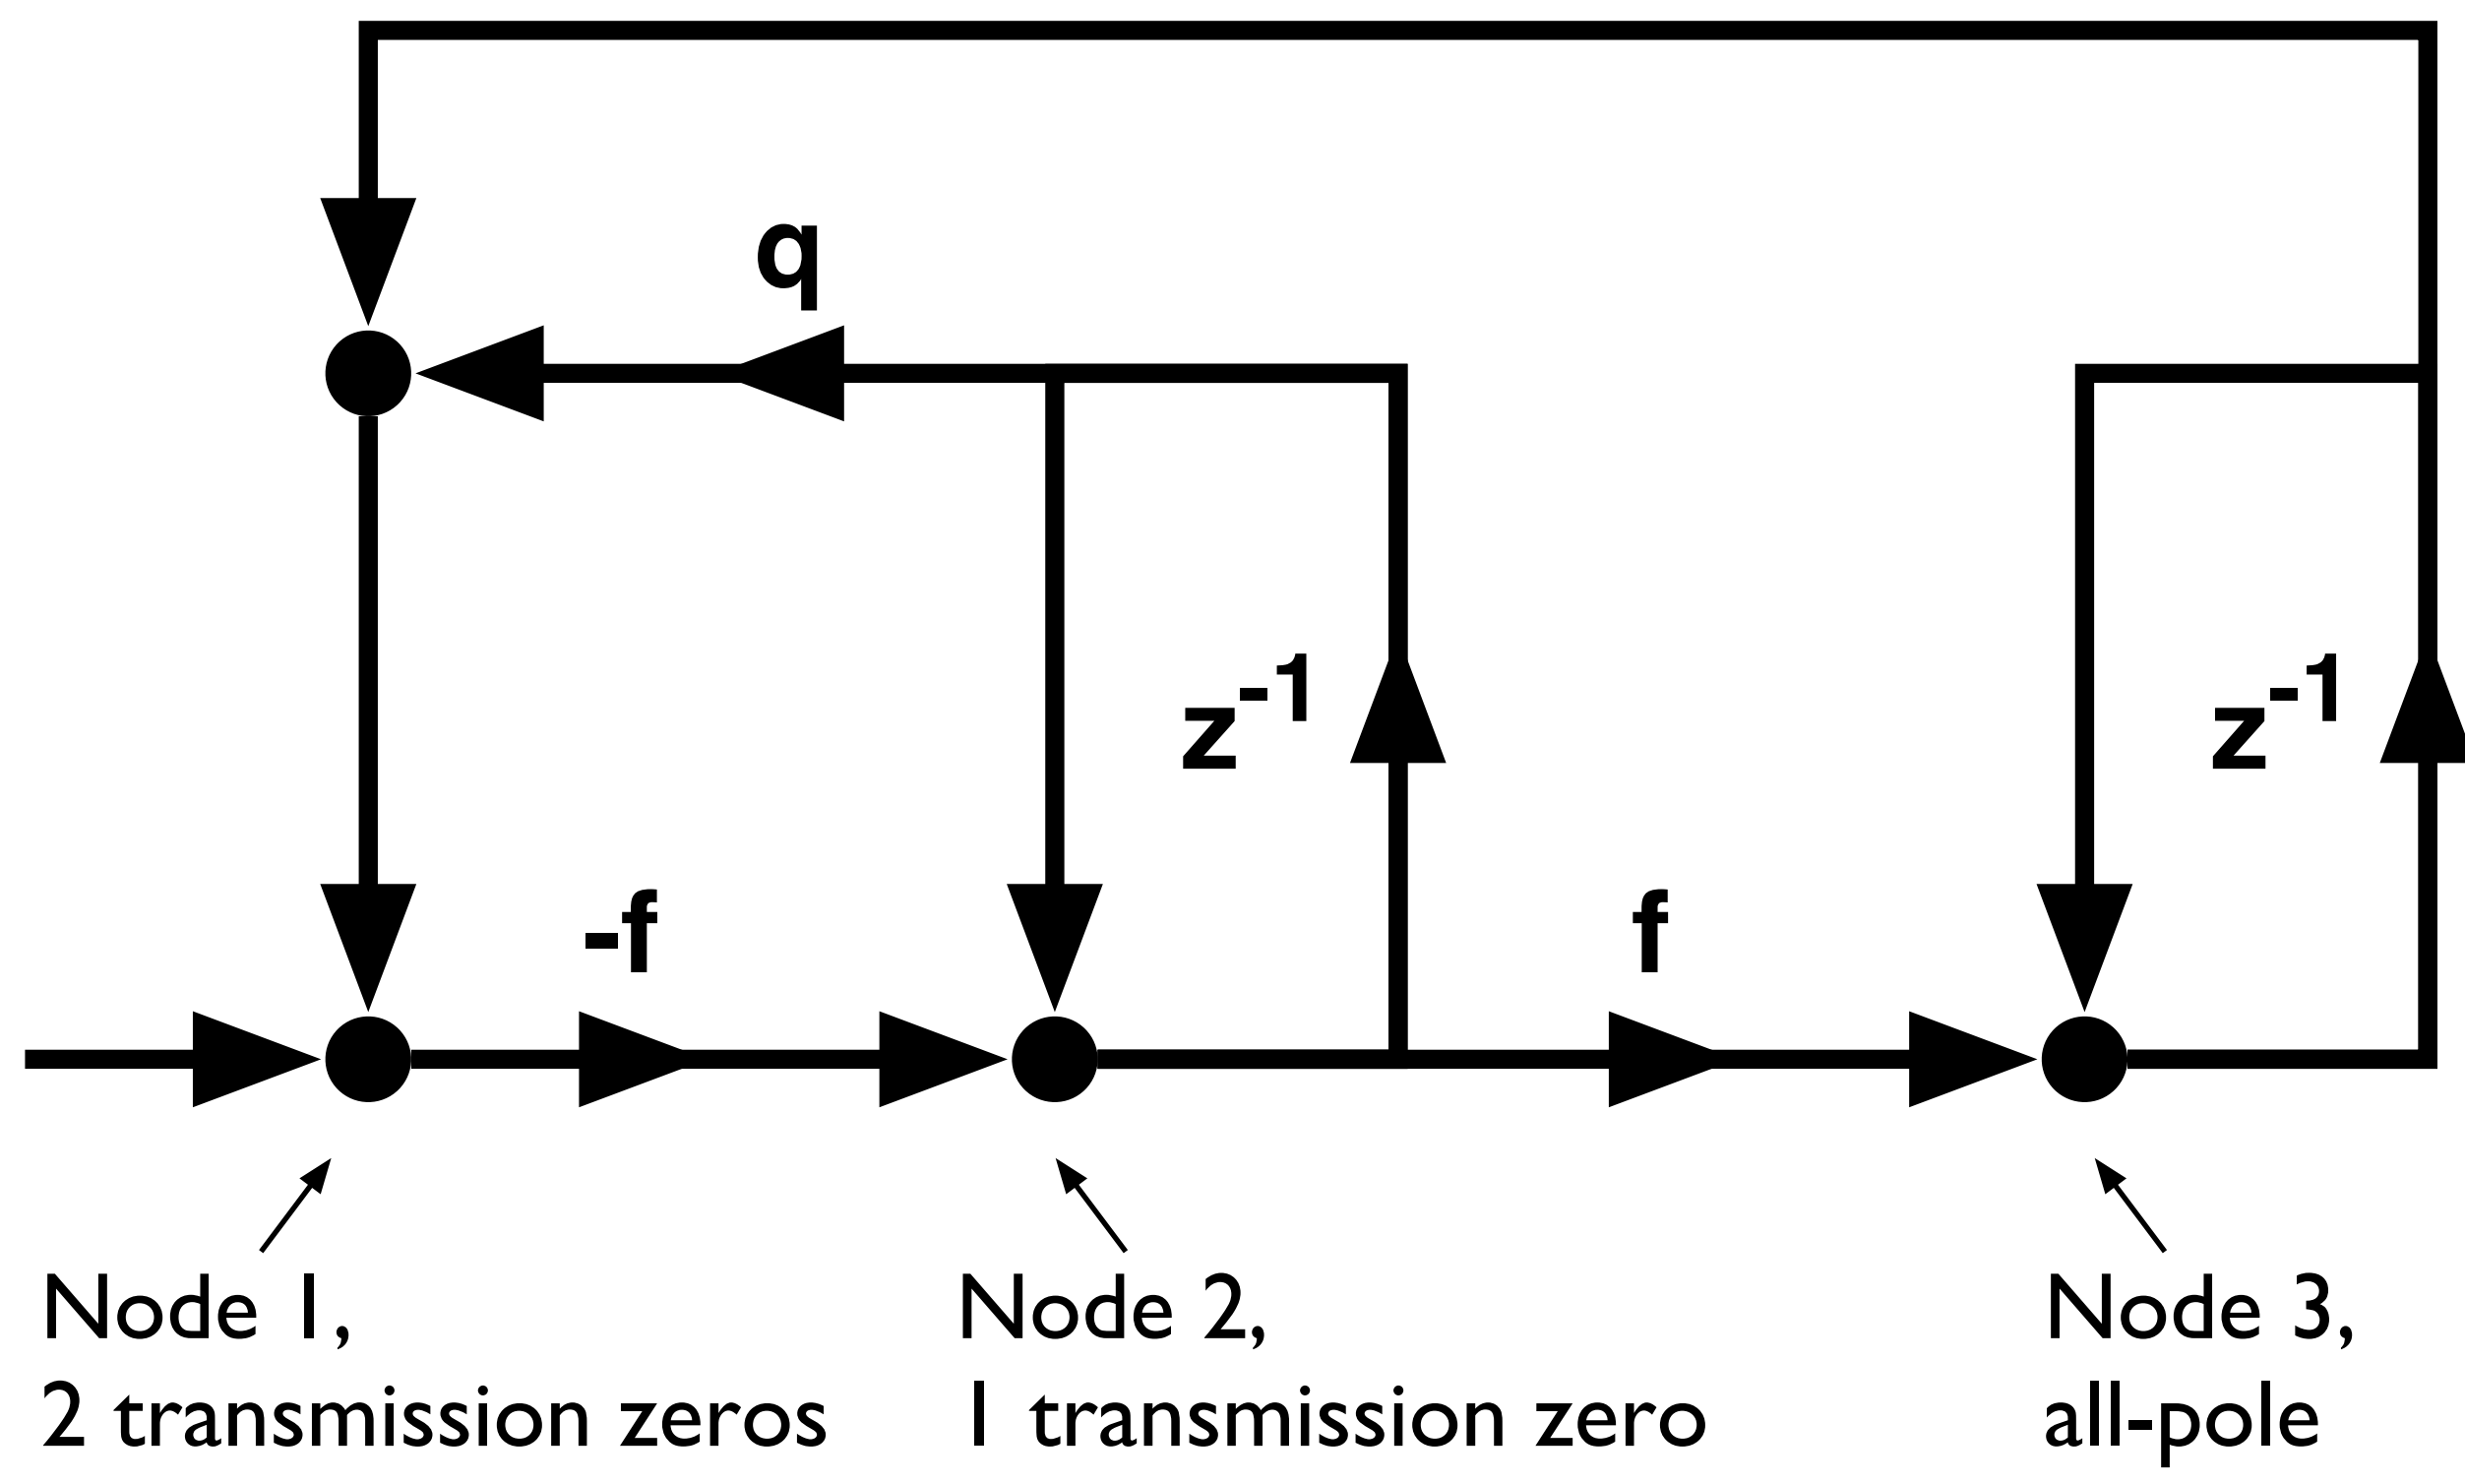 q
z-1
z-1
-f
f
Node 1,
2 transmission zeros
Node 2,
1 transmission zero
Node 3,
all-pole